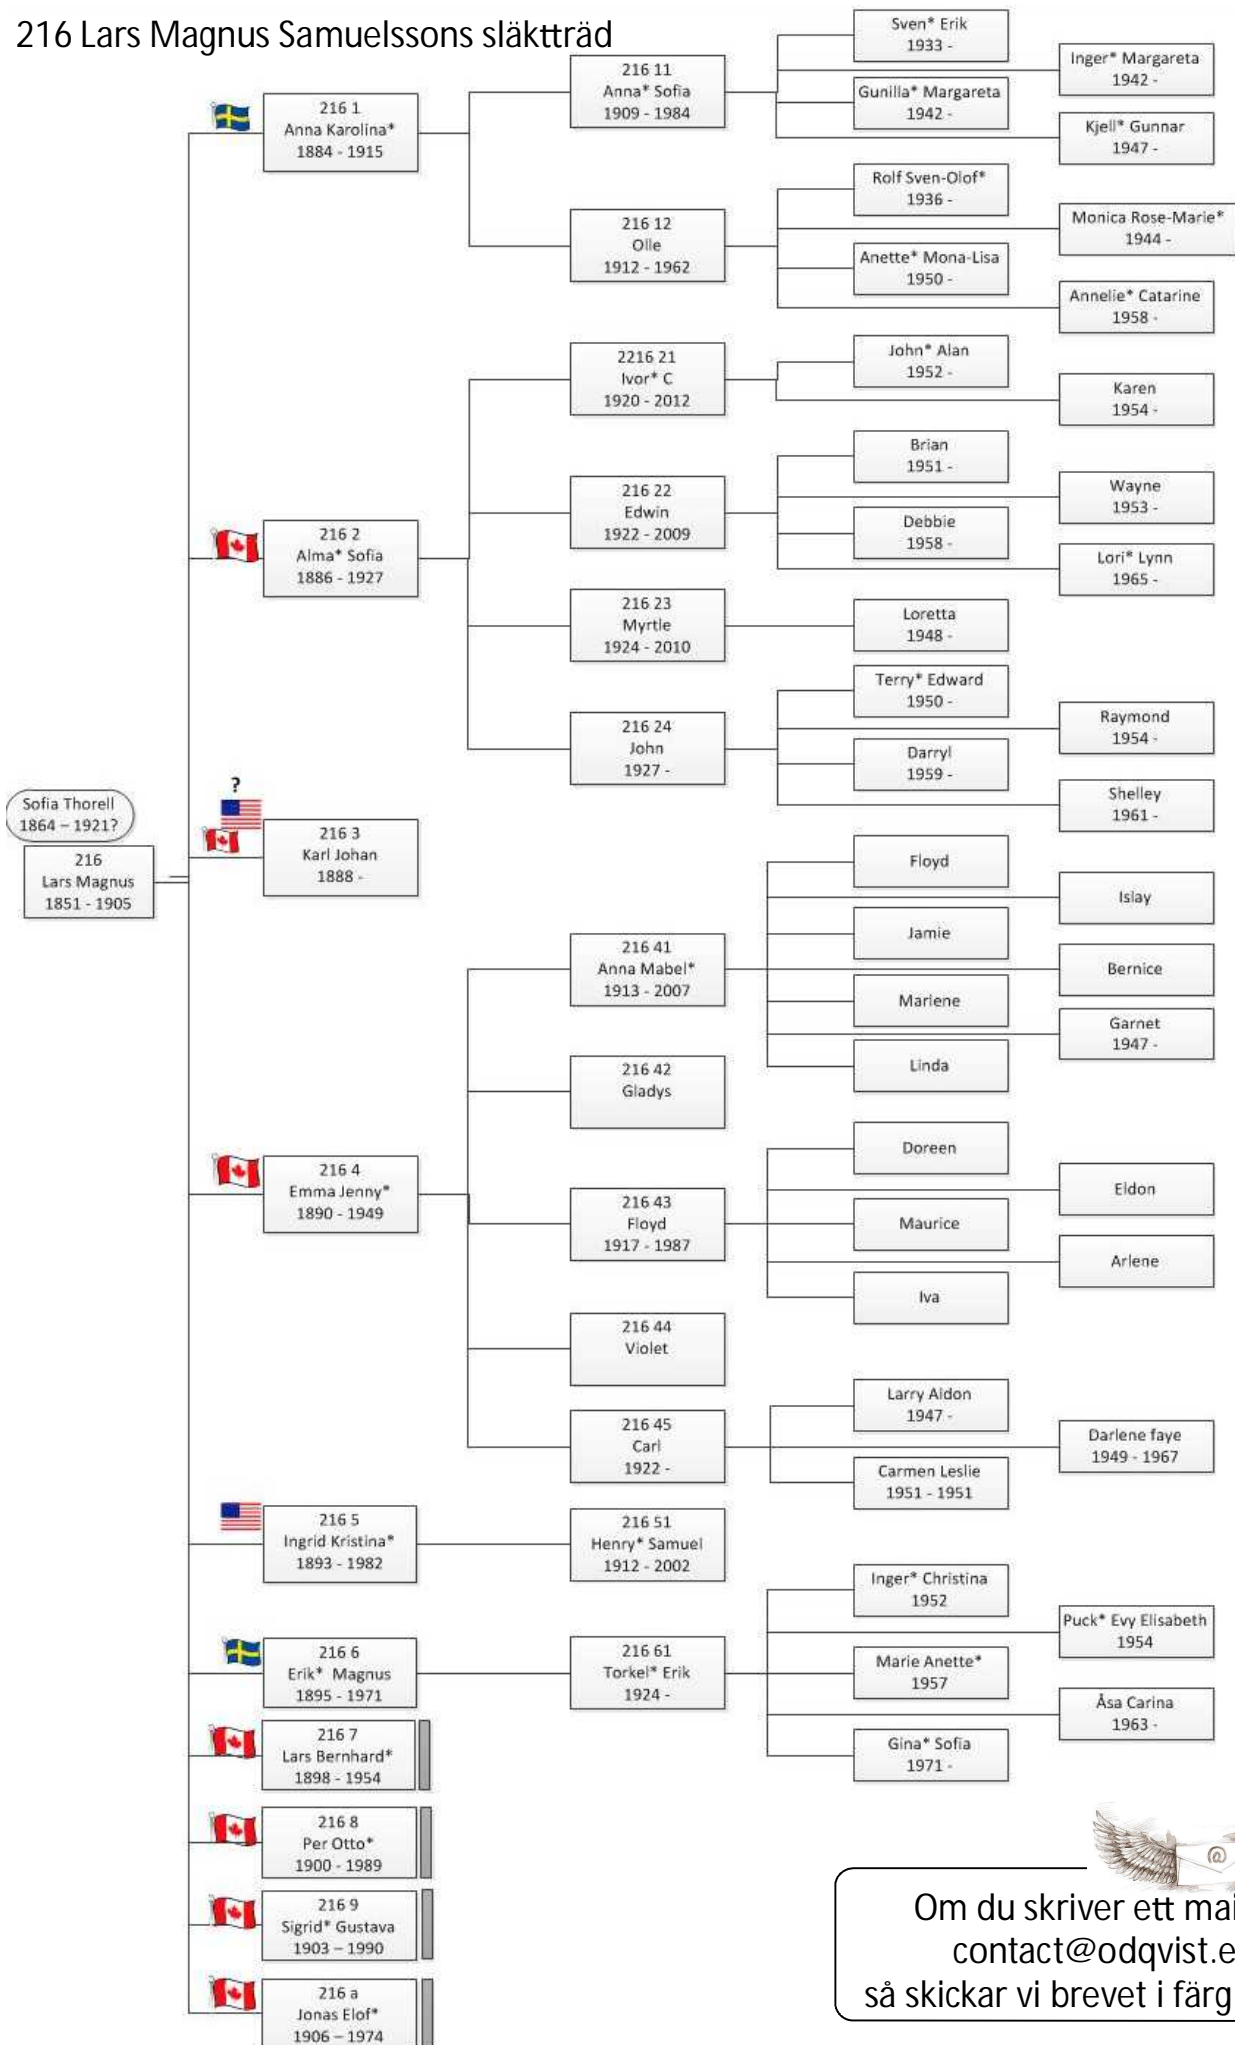 216 Lars Magnus Samuelssons släktträd
Sofia Thorell
1864 – 1921?
216
Lars Magnus
1851 - 1905
216 1
Anna Karolina*
1884 - 1915
216 11
Anna* Sofia
1909 - 1984
Sven* Erik
1933 -
Inger* Margareta
1942 -
Gunilla* Margareta
1942 -
Kjell* Gunnar
1947 -
216 12
Olle
1912 - 1962
Rolf Sven-Olof*
1936 -
Monica Rose-Marie*
1944 -
Anette* Mona-Lisa
1950 -
Annelie* Catarine
1958 -
216 2
Alma* Sofia
1886 - 1927
2216 21
Ivor* C
1920 - 2012
John* Alan
1952 -
Karen
1954 -
216 22
Edwin
1922 - 2009
Brian
1951 -
Wayne
1953 -
Debbie
1958 -
Lori* Lynn
1965 -
216 23
Myrtle
1924 - 2010
Loretta
1948 -
216 24
John
1927 -
Terry* Edward
1950 -
Raymond
1954 -
Darryl
1959 -
Shelley
1961 -
?
216 3
Karl Johan
1888 -
216 4
Emma Jenny*
1890 - 1949
216 41
Anna Mabel*
1913 - 2007
Floyd
Islay
Jamie
Bernice
Marlene
Garnet
1947 -
Linda
216 42
Gladys
216 43
Floyd
1917 - 1987
Doreen
Eldon
Maurice
Arlene
Iva
216 44
Violet
216 45
Carl
1922 -
Larry Aldon
1947 -
Darlene faye
1949 - 1967
Carmen Leslie
1951 - 1951
216 5
Ingrid Kristina*
1893 - 1982
216 51
Henry* Samuel
1912 - 2002
216 6
Erik* Magnus
1895 - 1971
216 61
Torkel* Erik
1924 -
Inger* Christina
1952
Puck* Evy Elisabeth
1954
Marie Anette*
1957
Åsa Carina
1963 -
Gina* Sofia
1971 -
216 7
Lars Bernhard*
1898 - 1954
216 8
Per Otto*
1900 - 1989
216 9
Sigrid* Gustava
1903 – 1990
216 a
Jonas Elof*
1906 – 1974
@
Om du skriver ett mai
contact@odqvist.e
så skickar vi brevet i färg